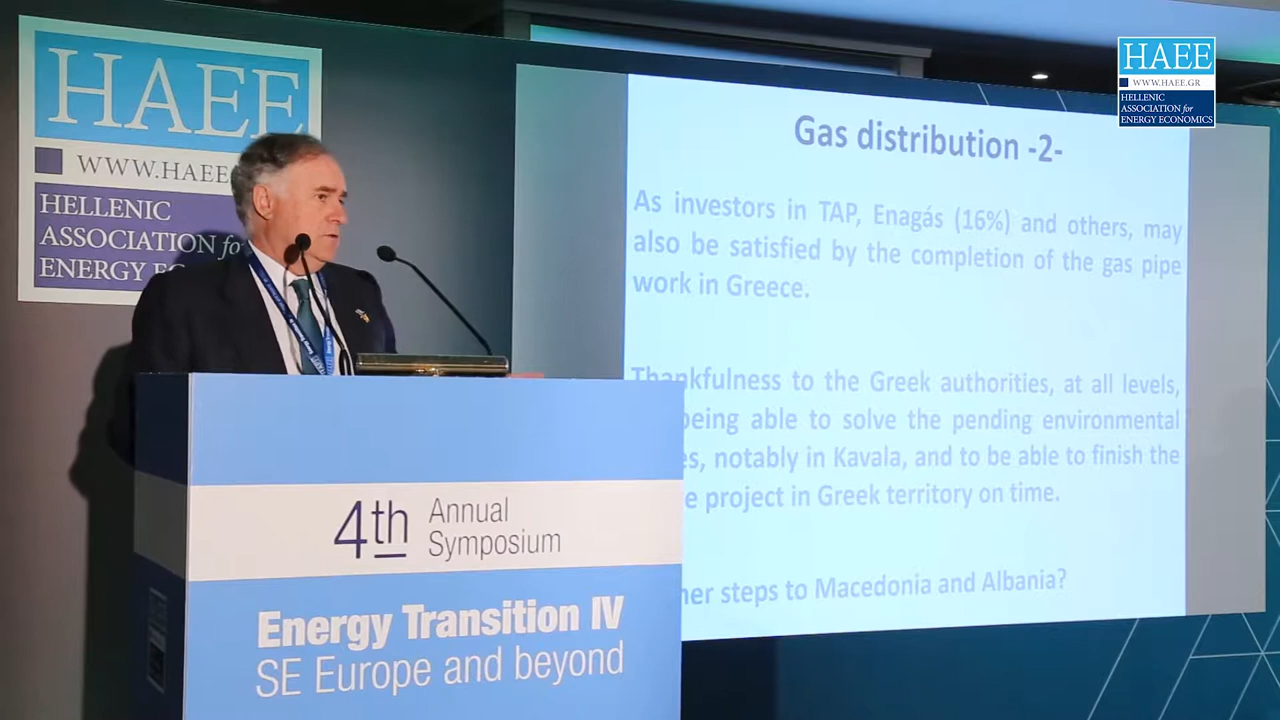 HAEE
WWW.HAEE
HELLENIC
ASSOCIATION for
ENERGY
HAEE
WWW.HAEE.GR
HELLENIC
ASSOCIATION for
ENERGY ECONOMICS
Gas distribution -2-
As investors in TAP, Enagás (16%) and others, may
also be satisfied by the completion of the gas pipe
work in Greece.
to the Greek authorities, at all levels,
being able to solve the pending environmental
notably in Kavala, and to be able to finish the
project in Greek territory on time.
steps to Macedonia and Albania?
4th Annual
Symposium
Energy Transition IV
SE Europe and beyond